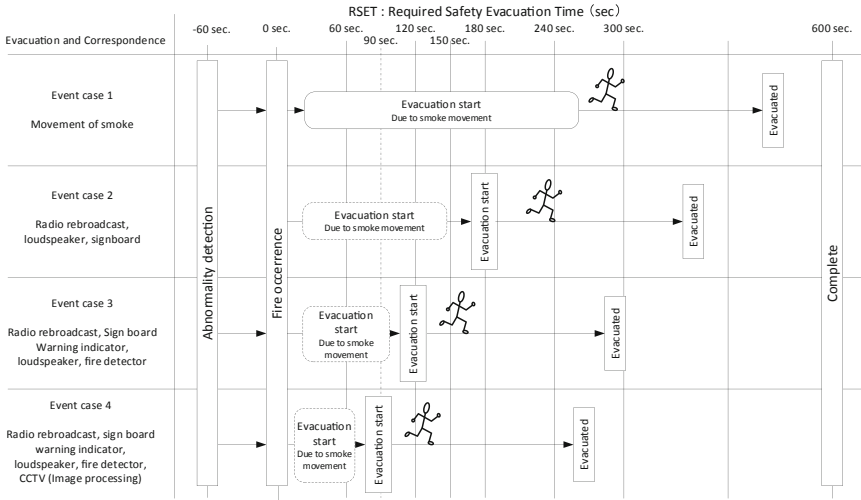 RSET : Required Safety Evacuation Time (sec)
-60 sec.
0 sec.
60 sec.
90 sec.
120 sec.
150 sec.
180 sec.
240 sec.
300 sec.
600 sec.
Evacuation and Correspondence
Abnormality detection
Fire occerrence
Complete
Event case 1
Movement of smoke
Evacuation start
Due to smoke movement
Evacuated
Event case 2
Radio rebroadcast,
loudspeaker, signboard
Evacuation start
Due to smoke movement
Evacuation start
Evacuated
Event case 3
Radio rebroadcast, Sign board
Warning indicator,
loudspeaker, fire detector
Evacuation
start
Due to smoke
movement
Evacuation start
Evacuated
Event case 4
Radio rebroadcast, sign board
warning indicator,
loudspeaker, fire detector,
CCTV (Image processing)
Evacuation
start
Due to smoke
movement
Evacuation start
Evacuated